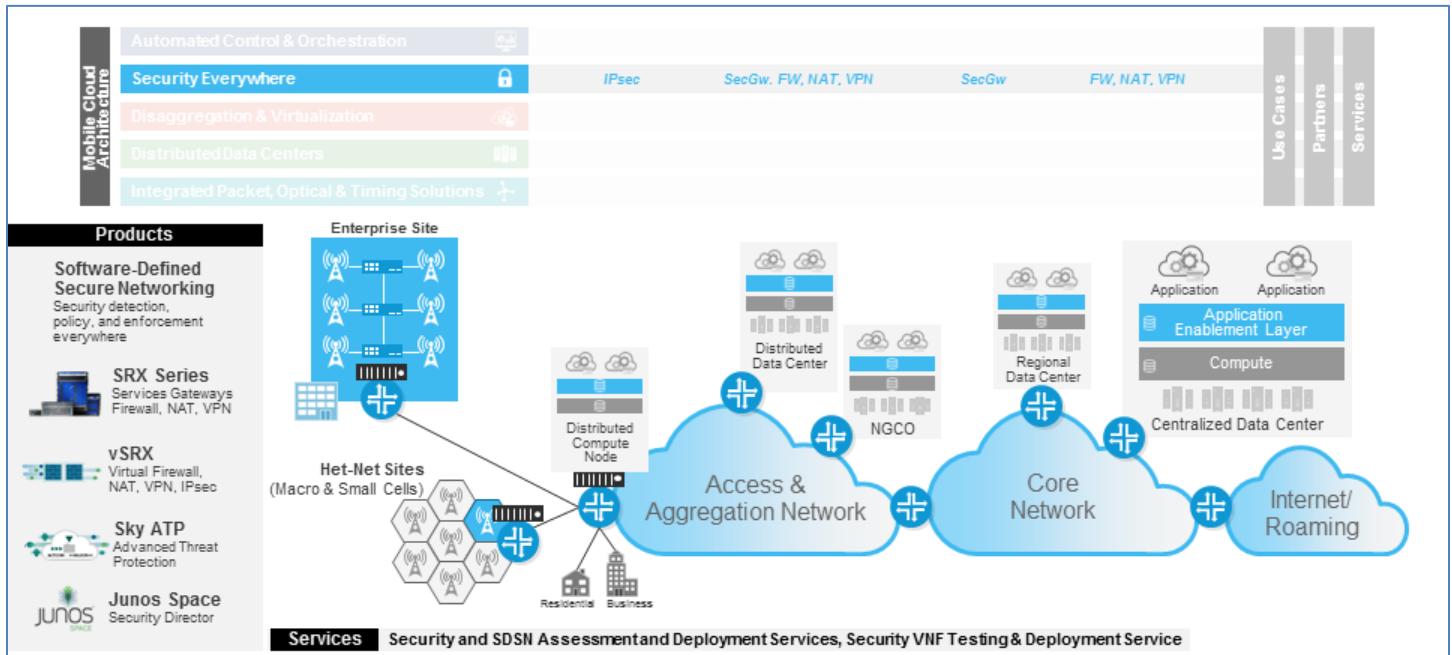 Mobile Cloud
Architecture
Automated Control & Orchestration
Security Everywhere
IPsec
SecGw. FW, NAT, VPN
SecGw
FW, NAT, VPN
Disaggregation & Virtualization
Distributed Data Centers
Integrated Packet, Optical & Timing Solutions
Use Cases
Partners
Services
Products
Software-Defined
Secure Networking
Security detection,
policy, and enforcement
everywhere
SRX Series
Services Gateways
Firewall, NAT, VPN
vSRX
Virtual Firewall,
NAT, VPN, IPsec
Sky ATP
Advanced Threat
Protection
JUNOS
SPACE
Junos Space
Security Director
Enterprise Site
Het-Net Sites
(Macro & Small Cells)
Distributed
Compute
Node
Residential
Business
Distributed
Data Center
NGCO
Access &
Aggregation Network
Regional
Data Center
Core
Network
Application
Application
Application
Enablement Layer
Compute
Centralized Data Center
Internet/
Roaming
Services
Security and SDSN Assessmentand Deployment Services, Security VNF Testing & Deployment Service